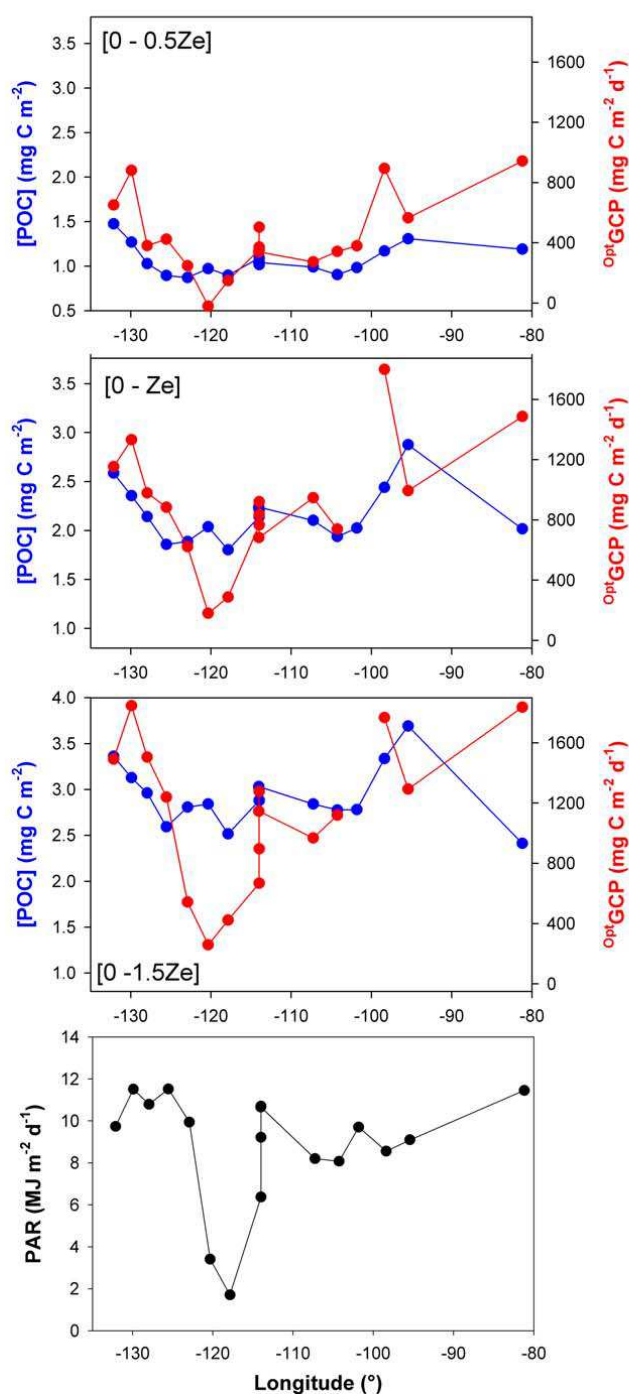 [0 - 0.5Ze]
3.5
3.0
2.5
2.0
1.5
1.0
0.5
[POC] (mg C m-2)
1600
1200
800
400
0
OptGCP (mg C m-2 d-1)
-130 -120 -110 -100 -90 -80
[0 - Ze]
3.5
3.0
2.5
2.0
1.5
1.0
[POC] (mg C m-2)
1600
1200
800
400
0
OptGCP (mg C m-2 d-1)
-130 -120 -110 -100 -90 -80
4.0
3.5
3.0
2.5
2.0
1.5
1.0
[POC] (mg C m-2)
[0 -1.5Ze]
1600
1200
800
400
0
OptGCP (mg C m-2 d-1)
-130 -120 -110 -100 -90 -80
14
12
10
8
6
4
2
0
PAR (MJ m-2 d-1)
-130 -120 -110 -100 -90 -80
Longitude (°)